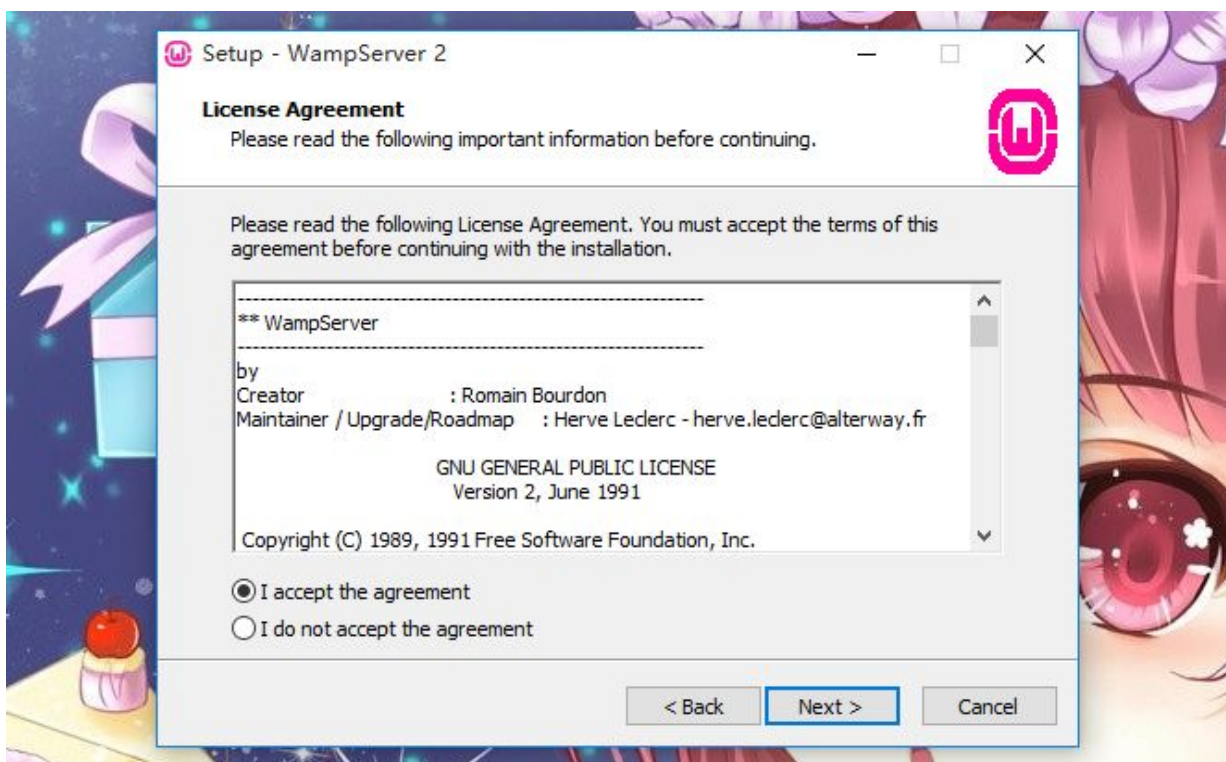 Setup - WampServer 2
License Agreement
Please read the following important information before continuing.
Please read the following License Agreement. You must accept the terms of this
agreement before continuing with the installation.
------------------------------------------------------------
** WampServer
------------------------------------------------------------
by
Creator : Romain Bourdon
Maintainer / Upgrade/Roadmap : Herve Leclerc - herve.leclerc@alterway.fr
GNU GENERAL PUBLIC LICENSE
Version 2, June 1991
Copyright (C) 1989, 1991 Free Software Foundation, Inc.
I accept the agreement
I do not accept the agreement
< Back Next > Cancel